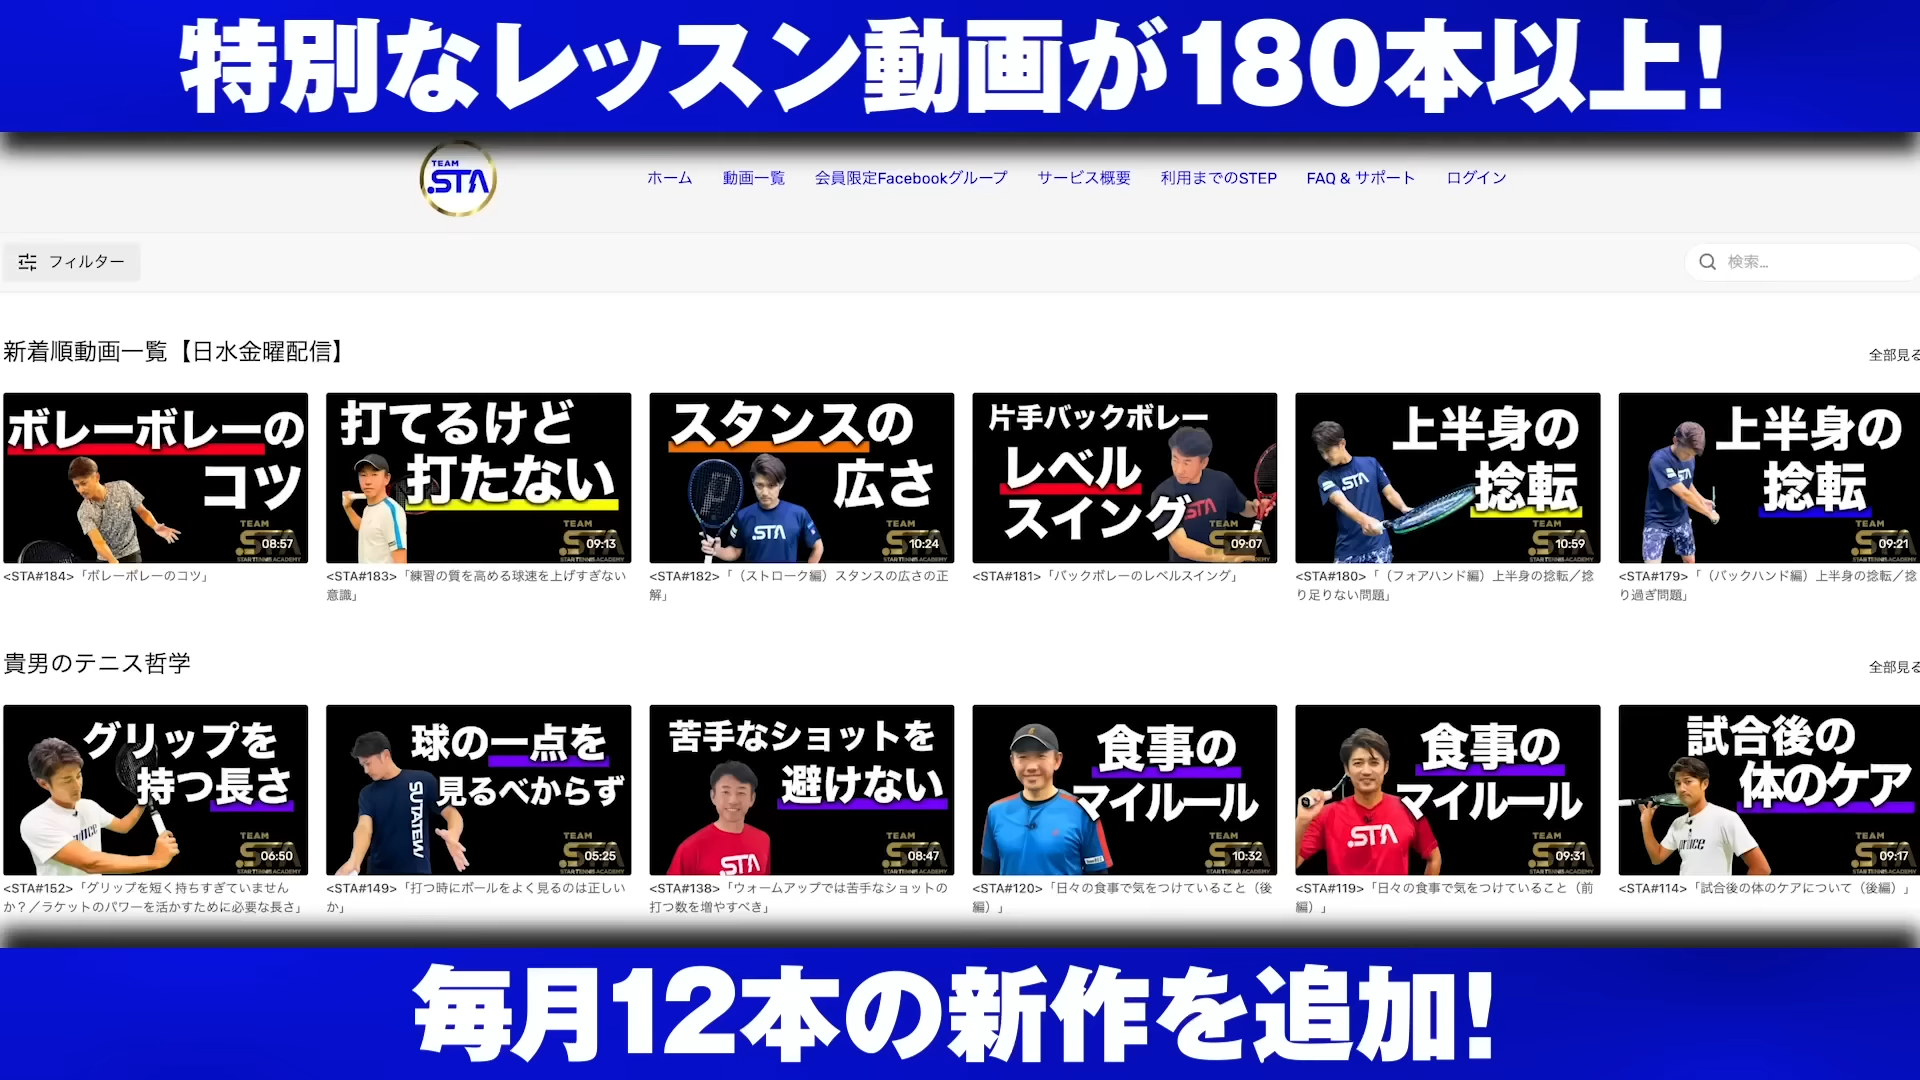 特別なレッスン動画が180本以上!
TEAM
.STA
ホーム 動画一覧 会員限定Facebookグループ サービス概要 利用までのSTEP FAQ & サポート ログイン
フィルター
検索...
新着順動画一覧【日水金曜配信】
全部見る
ボレーボレーの
コツ
TEAM
08:57
打てるけど
打たない
TEAM
09:13
スタンスの
広さ
.STA
TEAM
10:24
片手バックボレー
レベル
スイング
STA
TEAM
09:07
上半身の
捻転
STA
TEAM
10:59
上半身の
捻転
TEAM
09:21
<STA#184>「ボレーボレーのコツ」
<STA#183>「練習の質を高める球速を上げすぎない
意識」
<STA#182>「（ストローク編）スタンスの広さの正
解」
<STA#181>「バックボレーのレベルスイング」
<STA#180>「（フォアハンド編）上半身の捻転／捻
り足りない問題」
<STA#179>「（バックハンド編）上半身の捻転／捻
り過ぎ問題」
貴男のテニス哲学
全部見る
グリップを
持つ長さ
TEAM
06:50
球の一点を
見るべからず
TEAM
05:25
苦手なショットを
避けない
STA
TEAM
08:47
食事の
マイルール
TEAM
10:32
食事の
マイルール
.STA
TEAM
09:31
試合後の
体のケア
TEAM
09:17
<STA#152>「グリップを短く持ちすぎていません
か？／ラケットのパワーを活かすために必要な長さ」
<STA#149>「打つ時にボールをよく見るのは正しい
か」
<STA#138>「ウォームアップでは苦手なショットの
打つ数を増やすべき」
<STA#120>「日々の食事で気をつけていること（後
編）」
<STA#119>「日々の食事で気をつけていること（前
編）」
<STA#114>「試合後の体のケアについて（後編）」
毎月12本の新作を追加!